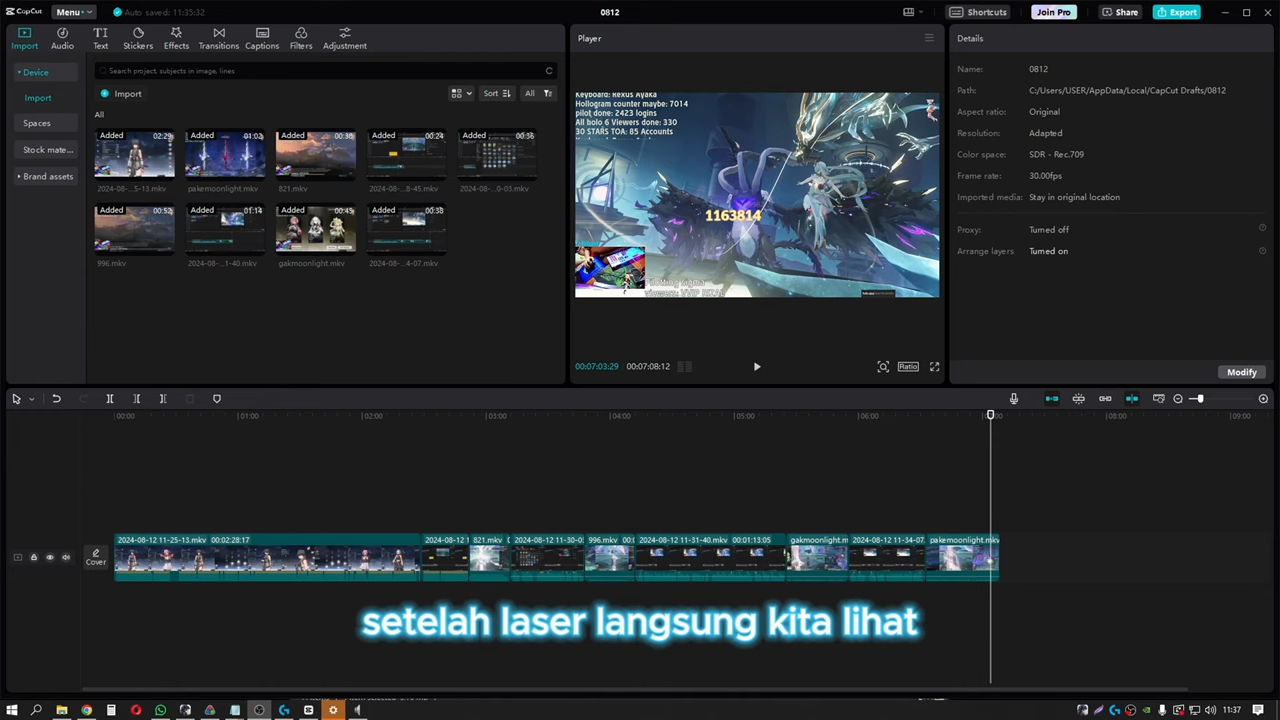 CapCut
Menu
Auto saved: 11:35:32
0812
Shortcuts
Join Pro
Share
Export
Import
Audio
Text
Stickers
Effects
Transitions
Captions
Filters
Adjustment
Device
Import
Spaces
Stock mate...
Brand assets
Search project, subjects in image, lines
Import
Sort
All
All
Added 02:29
Added 01:02
Added 00:35
Added 00:24
Added 00:36
2024-08-...5-13.mkv
pakemoonlight.mkv
821.mkv
2024-08-...8-45.mkv
2024-08-...0-03.mkv
Added 00:52
Added 01:14
Added 00:45
Added 00:38
996.mkv
2024-08-...1-40.mkv
gakmoonlight.mkv
2024-08-...4-07.mkv
Player
Keyboard: Rexus Ayaka
Hollogram counter maybe: 7014
pilot done: 2423 logins
All bolo 6 Viewers done: 330
30 STARS TOA: 85 Accounts
1163814
Pilotting sigma
viewers: VVIP RIZAL
00:07:03:29
00:07:08:12
Ratio
Details
Name:
0812
Path:
C:/Users/USER/AppData/Local/CapCut Drafts/0812
Aspect ratio:
Original
Resolution:
Adapted
Color space:
SDR - Rec.709
Frame rate:
30.00fps
Imported media:
Stay in original location
Proxy:
Turned off
Arrange layers
Turned on
Modify
00:00
01:00
02:00
03:00
04:00
05:00
06:00
08:00
09:00
Cover
2024-08-12 11-25-13.mkv 00:02:28:17
2024-08-12 1
821.mkv
2024-08-12 11-30-0
996.mkv 00:
2024-08-12 11-31-40.mkv 00:01:13:05
gakmoonlight.m
2024-08-12 11-34-07.
pakemoonlight.mkv
setelah laser langsung kita lihat
11:37